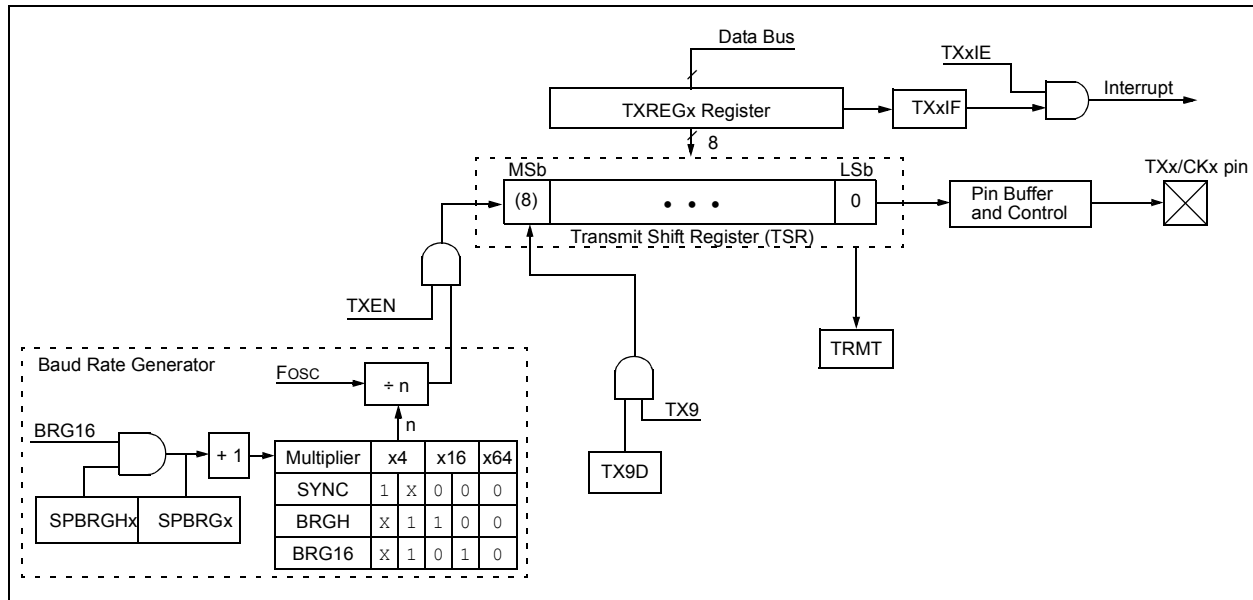 Data Bus
TXxIE
Interrupt
TXREGx Register
TXxIF
8
MSb
LSb
TXx/CKx pin
(8)
• • •
0
Pin Buffer
and Control
Transmit Shift Register (TSR)
TXEN
TRMT
Baud Rate Generator
FOSC
÷ n
n
TX9
BRG16
+ 1
Multiplier x4 x16 x64
SYNC 1 X 0 0 0
TX9D
SPBRGHx SPBRGx
BRGH X 1 1 0 0
BRG16 X 1 0 1 0